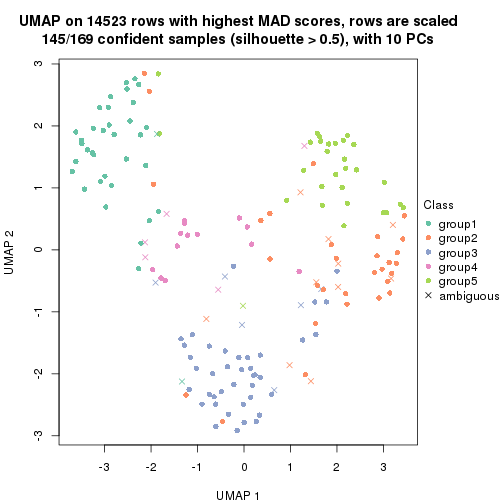 UMAP on 14523 rows with highest MAD scores, rows are scaled
145/169 confident samples (silhouette > 0.5), with 10 PCs
3
2
1
0
-1
-2
-3
UMAP 2
-3
-2
-1
0
1
2
3
UMAP 1
Class
group1
group2
group3
group4
group5
ambiguous